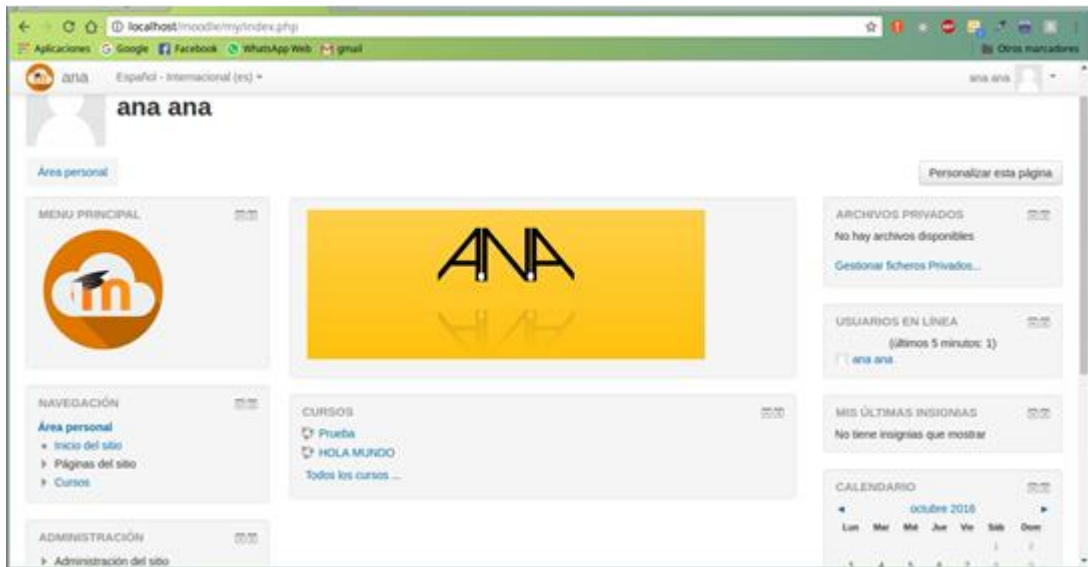 localhost/moodle/my/index.php
Aplicaciones Google Facebook WhatsApp Web gmail Otros marcadores
ana Español - Internacional (es) ana ana
ana ana
Área personal Personalizar esta página
MENU PRINCIPAL
m
ANA
ARCHIVOS PRIVADOS
No hay archivos disponibles
Gestionar ficheros Privados...
USUARIOS EN LÍNEA
(últimos 5 minutos: 1)
ana ana
NAVEGACIÓN
Área personal
Inicio del sitio
Páginas del sitio
Cursos
CURSOS
Prueba
HOLA MUNDO
Todos los cursos ...
MIS ÚLTIMAS INSIGNIAS
No tiene insignias que mostrar
CALENDARIO
octubre 2016
Lun Mar Mié Jue Vie Sáb Dom
1 2
ADMINISTRACIÓN
Administración del sitio